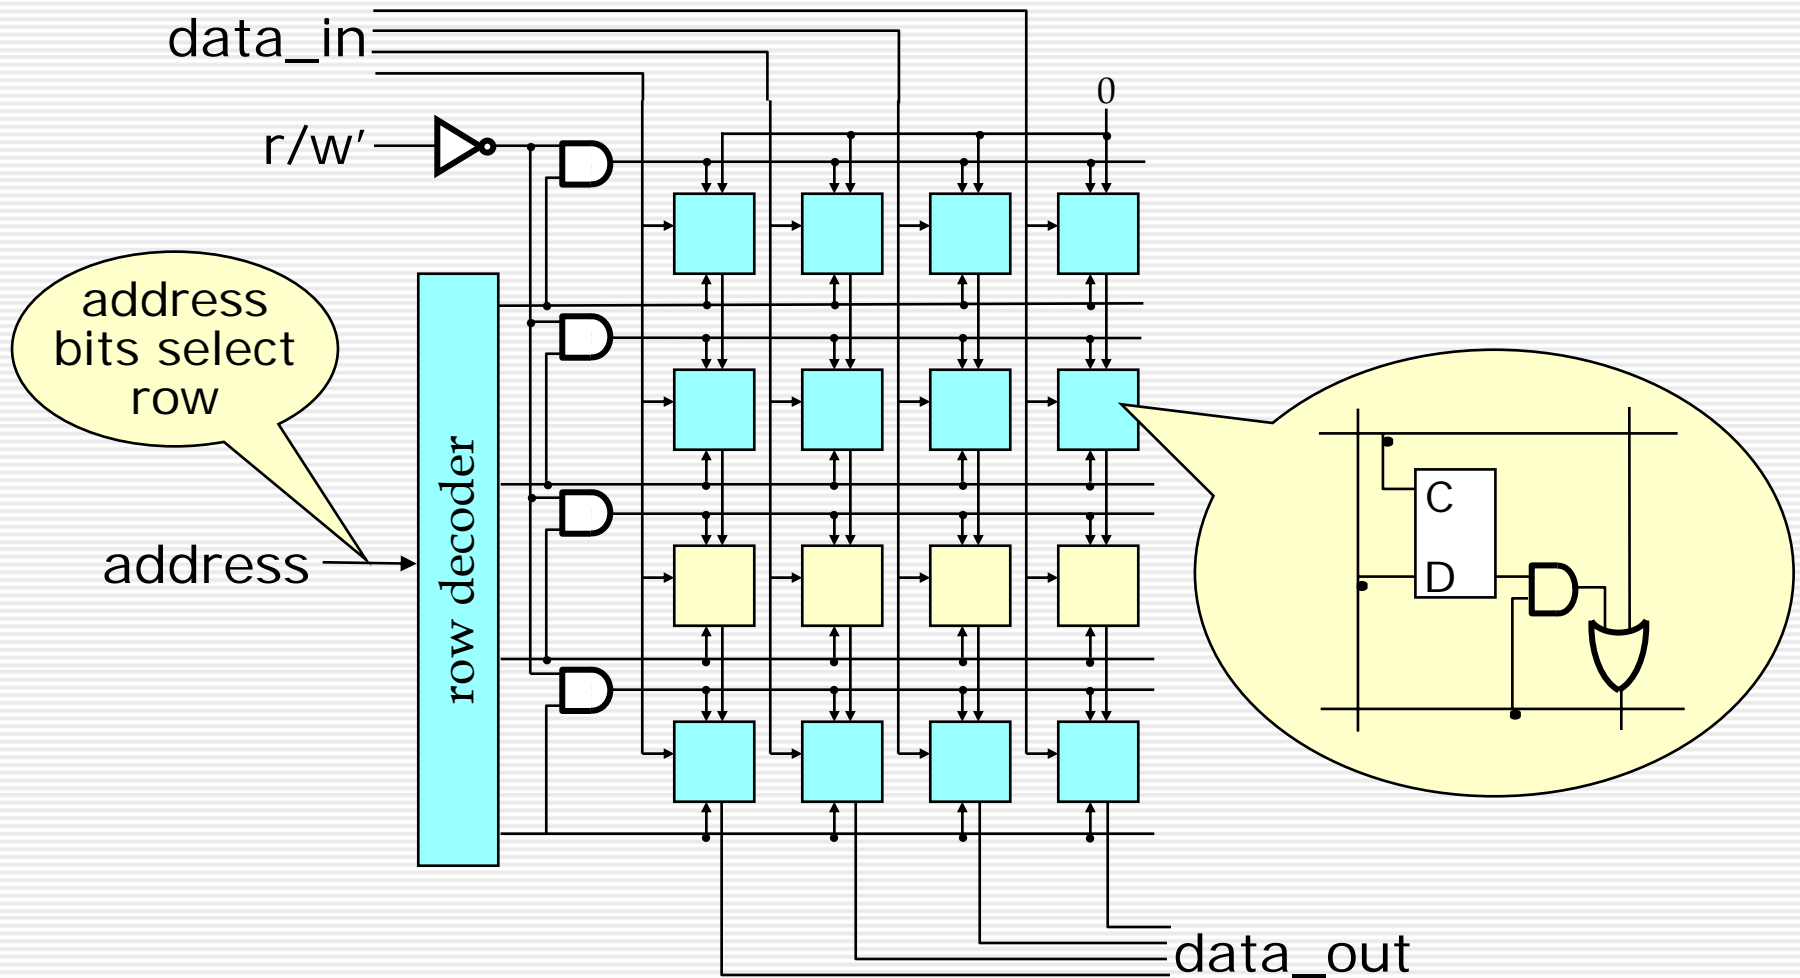 data_in
0
r/w'
address
bits select
row
row decoder
address
C
D
data_out